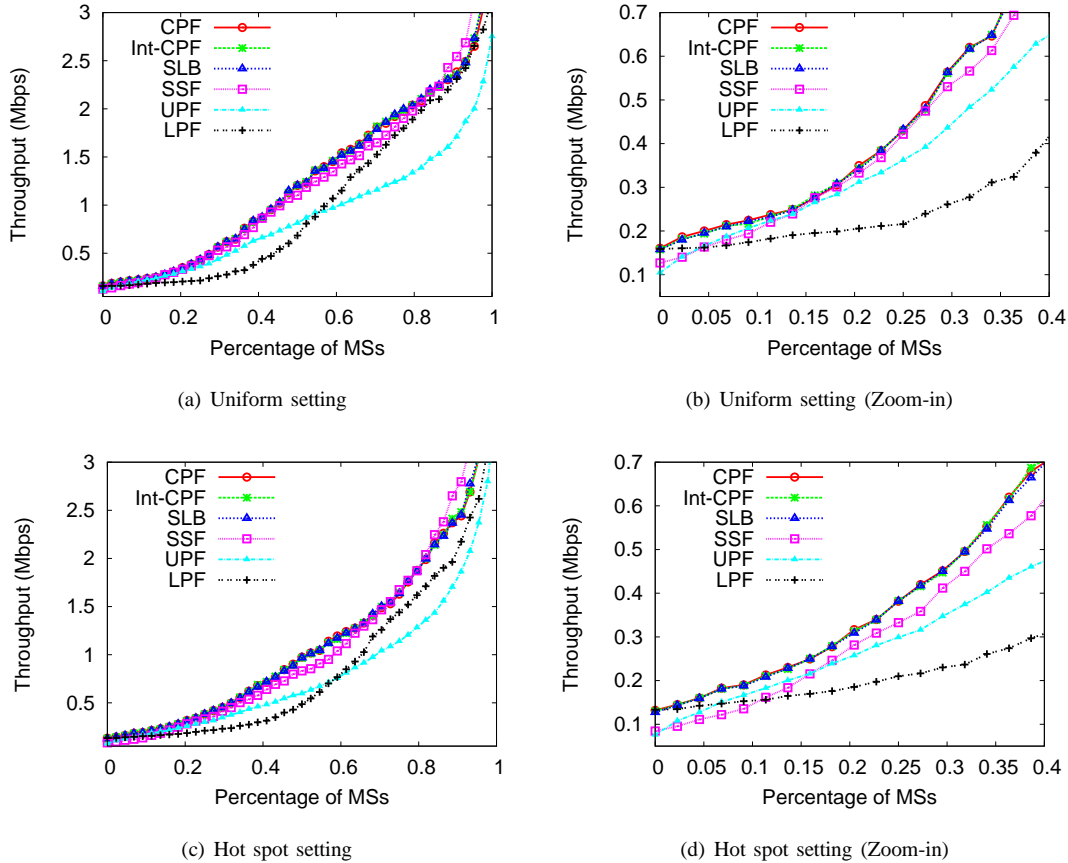 CPF
Int-CPF
SLB
SSF
UPF
LPF
Throughput (Mbps)
3
2.5
2
1.5
1
0.5
0 0.2 0.4 0.6 0.8 1
Percentage of MSs
(a) Uniform setting
CPF
Int-CPF
SLB
SSF
UPF
LPF
Throughput (Mbps)
0.7
0.6
0.5
0.4
0.3
0.2
0.1
0 0.05 0.1 0.15 0.2 0.25 0.3 0.35 0.4
Percentage of MSs
(b) Uniform setting (Zoom-in)
CPF
Int-CPF
SLB
SSF
UPF
LPF
Throughput (Mbps)
3
2.5
2
1.5
1
0.5
0 0.2 0.4 0.6 0.8 1
Percentage of MSs
(c) Hot spot setting
CPF
Int-CPF
SLB
SSF
UPF
LPF
Throughput (Mbps)
0.7
0.6
0.5
0.4
0.3
0.2
0.1
0 0.05 0.1 0.15 0.2 0.25 0.3 0.35 0.4
Percentage of MSs
(d) Hot spot setting (Zoom-in)